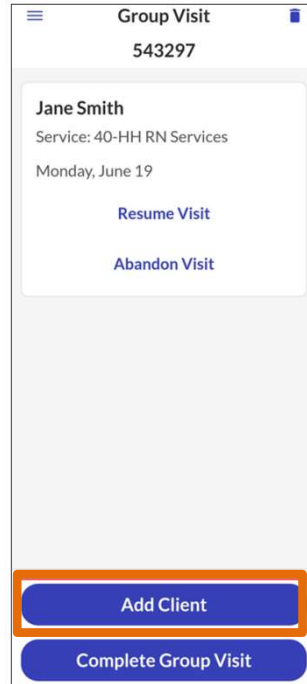 Group Visit
543297
Jane Smith
Service: 40-HH RN Services
Monday, June 19
Resume Visit
Abandon Visit
Add Client
Complete Group Visit